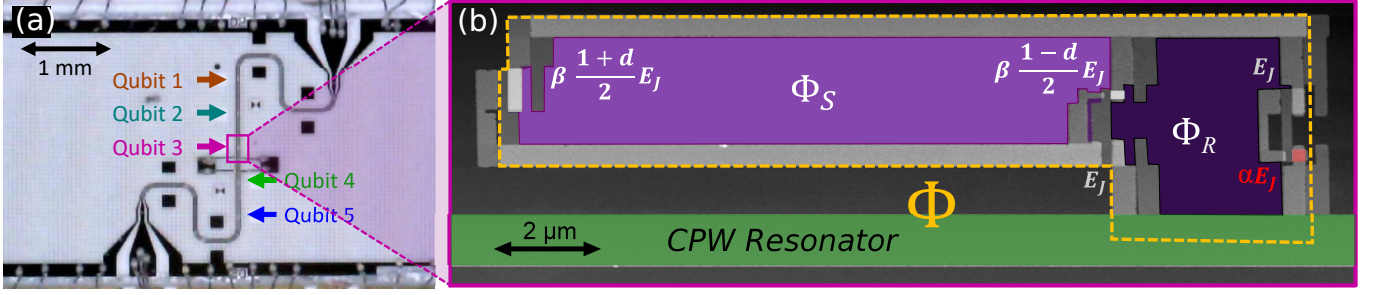 (a)
1 mm
Qubit 1
Qubit 2
Qubit 3
Qubit 4
Qubit 5
(b)
β (1 + d)/2 E_J
β (1 − d)/2 E_J
E_J
Φ_S
Φ_R
E_J
αE_J
Φ
2 μm
CPW Resonator